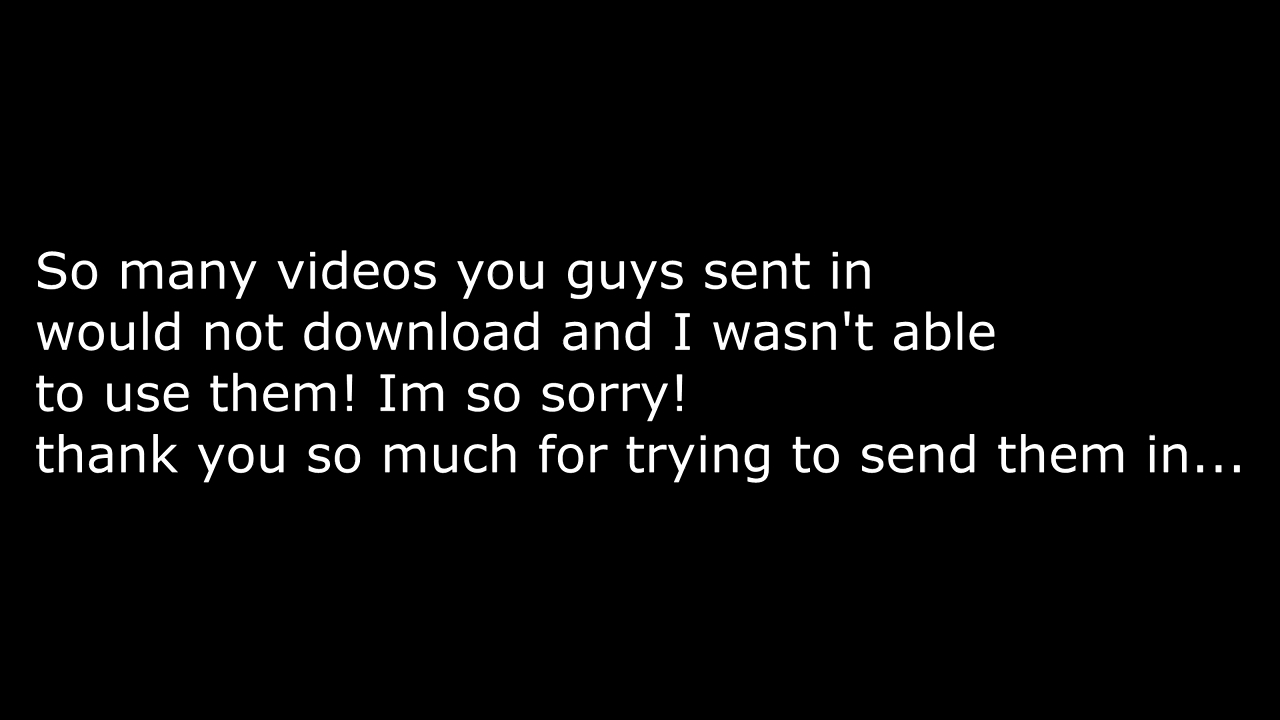 So many videos you guys sent in
would not download and I wasn't able
to use them! Im so sorry!
thank you so much for trying to send them in...